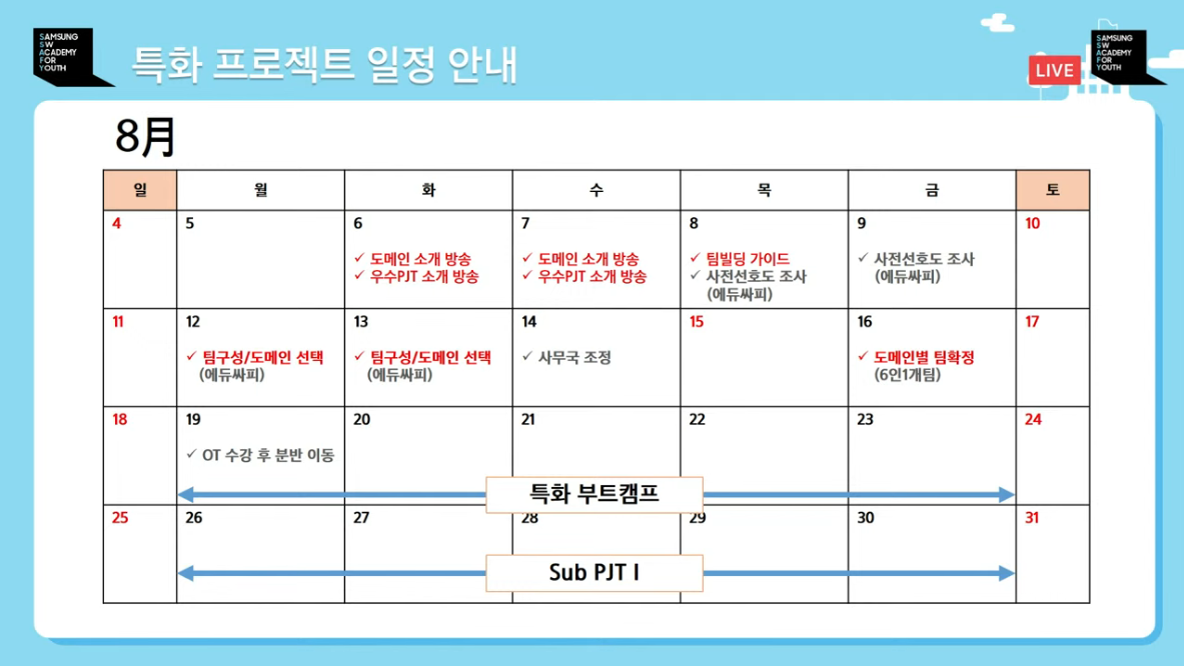 SAMSUNG
SW
ACADEMY
FOR
YOUTH
특화 프로젝트 일정 안내
LIVE
SAMSUNG
SW
ACADEMY
FOR
YOUTH
8月
일 월 화 수 목 금 토
4 5 6 7 8 9 10
✓ 도메인 소개 방송
✓ 우수PJT 소개 방송
✓ 도메인 소개 방송
✓ 우수PJT 소개 방송
✓ 팀빌딩 가이드
✓ 사전선호도 조사
(에듀싸피)
✓ 사전선호도 조사
(에듀싸피)
11 12 13 14 15 16 17
✓ 팀구성/도메인 선택
(에듀싸피)
✓ 팀구성/도메인 선택
(에듀싸피)
✓ 사무국 조정
✓ 도메인별 팀확정
(6인1개팀)
18 19 20 21 22 23 24
✓ OT 수강 후 분반 이동
특화 부트캠프
25 26 27 28 29 30 31
Sub PJT I